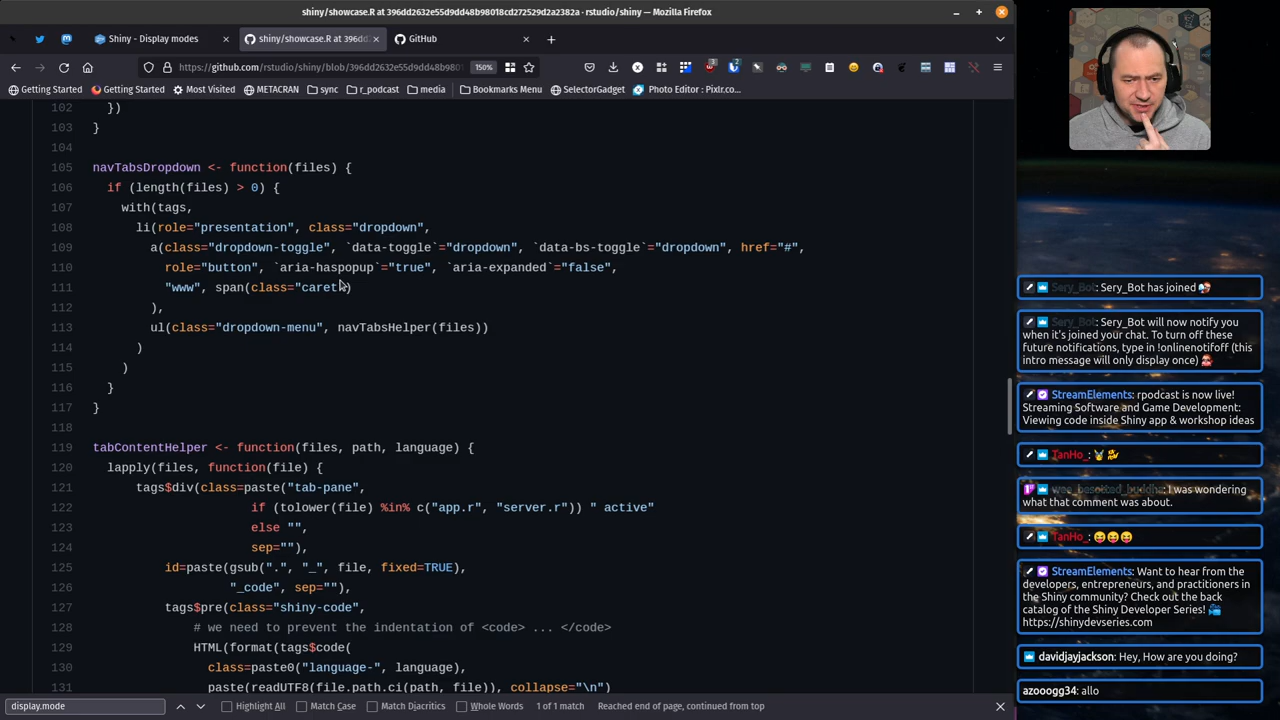 shiny/showcase.R at 396dd2632e55d9dd48b98018cd272529d2a2382a · rstudio/shiny — Mozilla Firefox
Shiny - Display modes
shiny/showcase.R at 396d
GitHub
https://github.com/rstudio/shiny/blob/396dd2632e55d9dd48b9801
150%
Getting Started
Getting Started
Most Visited
METACRAN
sync
r_podcast
Bookmarks Menu
SelectorGadget
Photo Editor : Pixlr.co...
102 })
103 }
104
105 navTabsDropdown <- function(files) {
106 if (length(files) > 0) {
107 with(tags,
108 li(role="presentation", class="dropdown",
109 a(class="dropdown-toggle", `data-toggle`="dropdown", `data-bs-toggle`="dropdown", href="#",
110 role="button", `aria-haspopup`="true", `aria-expanded`="false",
111 "www", span(class="caret")
112 ),
113 ul(class="dropdown-menu", navTabsHelper(files))
114 )
115 )
116 }
117 }
118
119 tabContentHelper <- function(files, path, language) {
120 lapply(files, function(file) {
121 tags$div(class=paste("tab-pane",
122 if (tolower(file) %in% c("app.r", "server.r")) " active"
123 else "",
124 sep=""),
125 id=paste(gsub(".", "_", file, fixed=TRUE),
126 "_code", sep=""),
127 tags$pre(class="shiny-code",
128 # we need to prevent the indentation of <code> ... </code>
129 HTML(format(tags$code(
130 class=paste0("language-", language),
131 paste(readUTF8(file.path.ci(path, file)), collapse="\n")
display.mode
Highlight All
Match Case
Match Diacritics
Whole Words
1 of 1 match
Reached end of page, continued from top
Sery_Bot: Sery_Bot has joined
Sery_Bot: Sery_Bot will now notify you
when it's joined your chat. To turn off these
future notifications, type in !onlinenotifoff (this
intro message will only display once)
StreamElements: rpodcast is now live!
Streaming Software and Game Development:
Viewing code inside Shiny app & workshop ideas
TanHo_:
: I was wondering
what that comment was about.
TanHo_: 😝😝😝
StreamElements: Want to hear from the
developers, entrepreneurs, and practitioners in
the Shiny community? Check out the back
catalog of the Shiny Developer Series!
https://shinydevseries.com
davidjayjackson: Hey, How are you doing?
azooogg34: allo